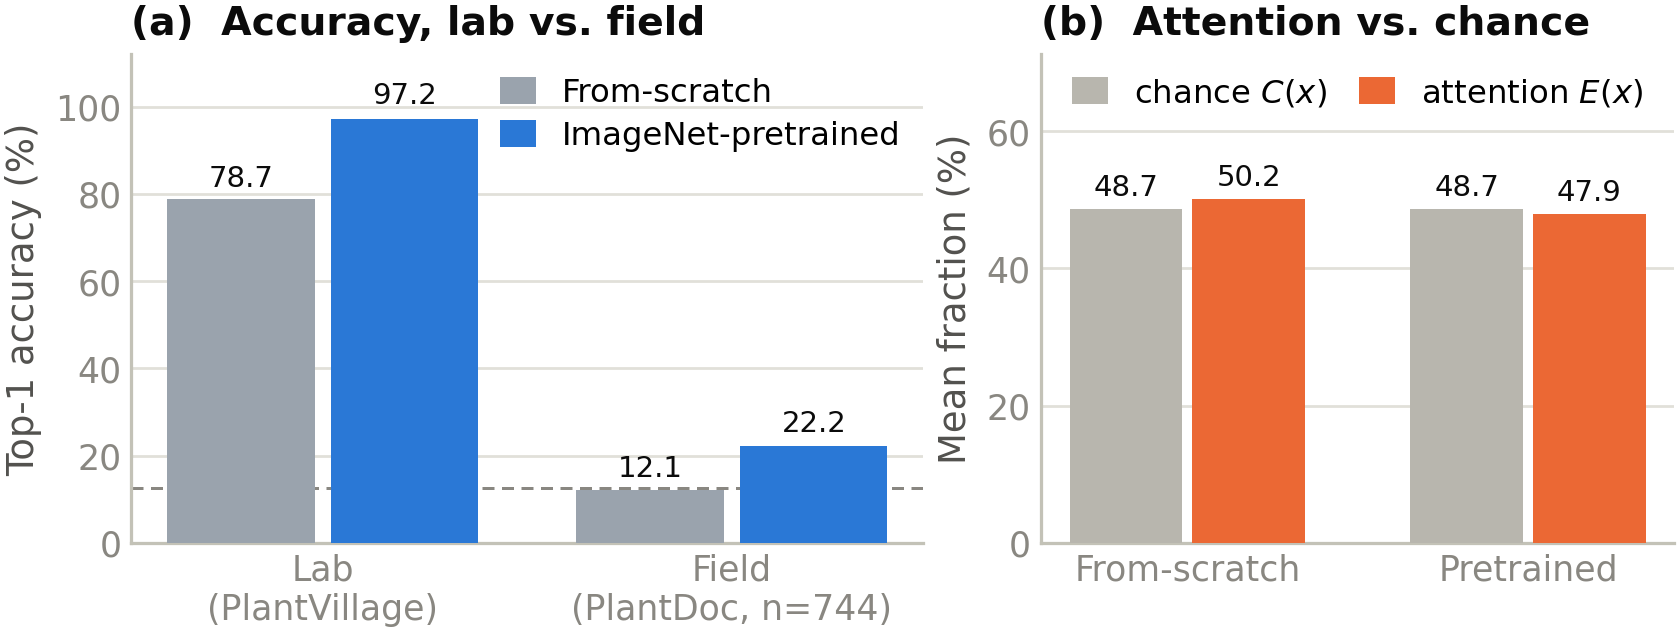 (a) Accuracy, lab vs. field
Top-1 accuracy (%)
100
80
60
40
20
0
From-scratch
ImageNet-pretrained
78.7
97.2
12.1
22.2
Lab
(PlantVillage)
Field
(PlantDoc, n=744)
(b) Attention vs. chance
Mean fraction (%)
60
40
20
0
chance C(x)
attention E(x)
48.7
50.2
48.7
47.9
From-scratch
Pretrained